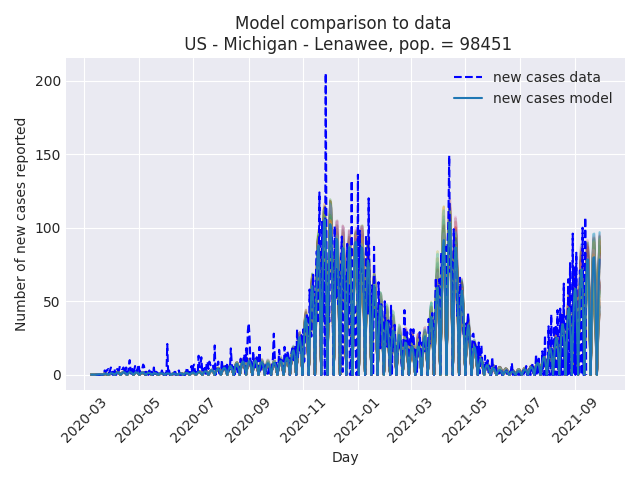 Model comparison to data
US - Michigan - Lenawee, pop. = 98451
new cases data
new cases model
Number of new cases reported
200
150
100
50
0
2020-03
2020-05
2020-07
2020-09
2020-11
2021-01
2021-03
2021-05
2021-07
2021-09
Day